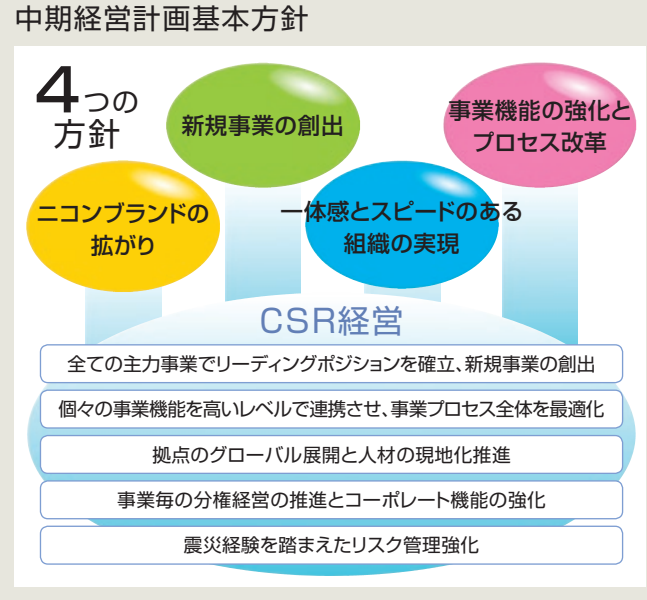 中期経営計画基本方針
4つの
方針
新規事業の創出
事業機能の強化と
プロセス改革
ニコンブランドの
拡がり
一体感とスピードのある
組織の実現
CSR経営
全ての主力事業でリーディングポジションを確立、新規事業の創出
個々の事業機能を高いレベルで連携させ、事業プロセス全体を最適化
拠点のグローバル展開と人材の現地化推進
事業毎の分権経営の推進とコーポレート機能の強化
震災経験を踏まえたリスク管理強化